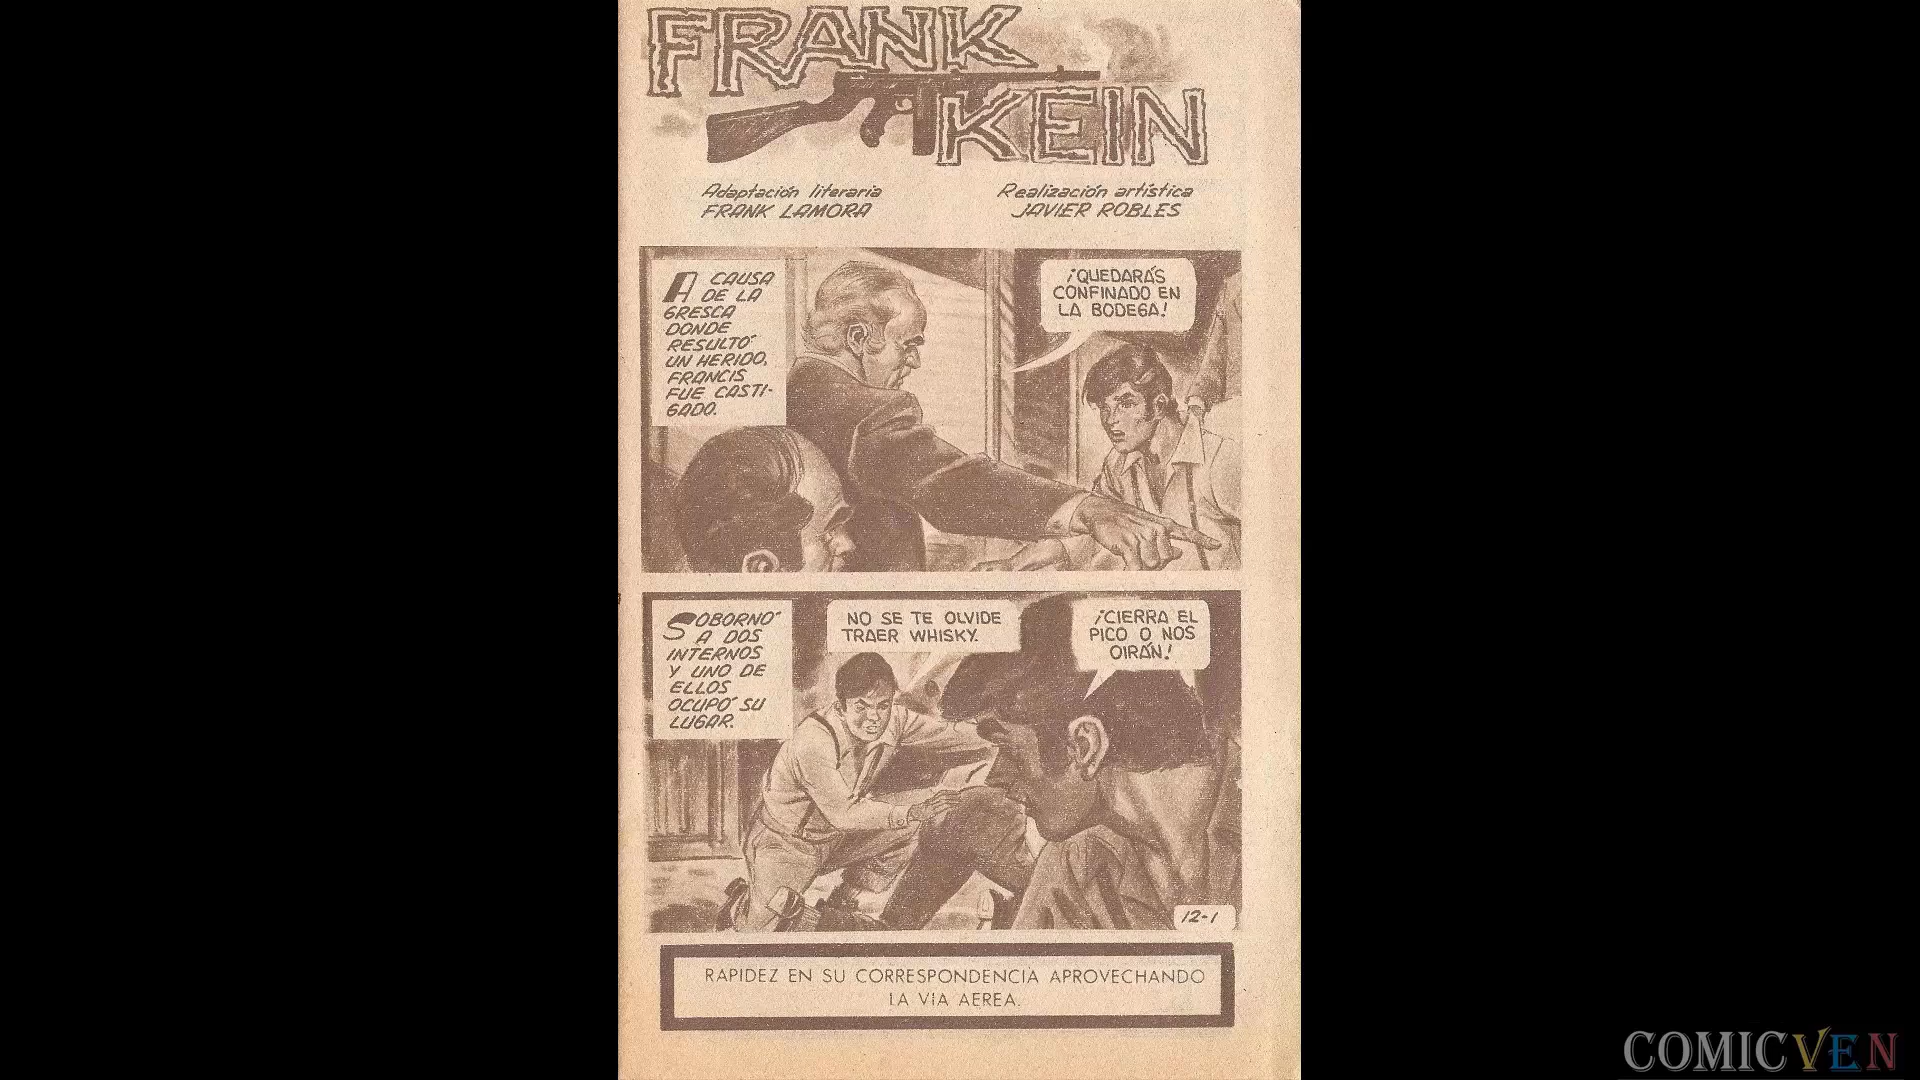 FRANK
KEIN
Adaptación literaria
FRANK LAMORA
Realización artística
JAVIER ROBLES
A CAUSA
DE LA
GRESCA
DONDE
RESULTÓ
UN HERIDO,
FRANCIS
FUE CASTI-
GADO.
¡QUEDARÁS
CONFINADO EN
LA BODEGA!
SOBORNÓ
A DOS
INTERNOS
Y UNO DE
ELLOS
OCUPÓ SU
LUGAR.
NO SE TE OLVIDE
TRAER WHISKY.
¡CIERRA EL
PICO O NOS
OIRÁN!
12-1
RAPIDEZ EN SU CORRESPONDENCIA APROVECHANDO
LA VIA AEREA.
COMICVEN